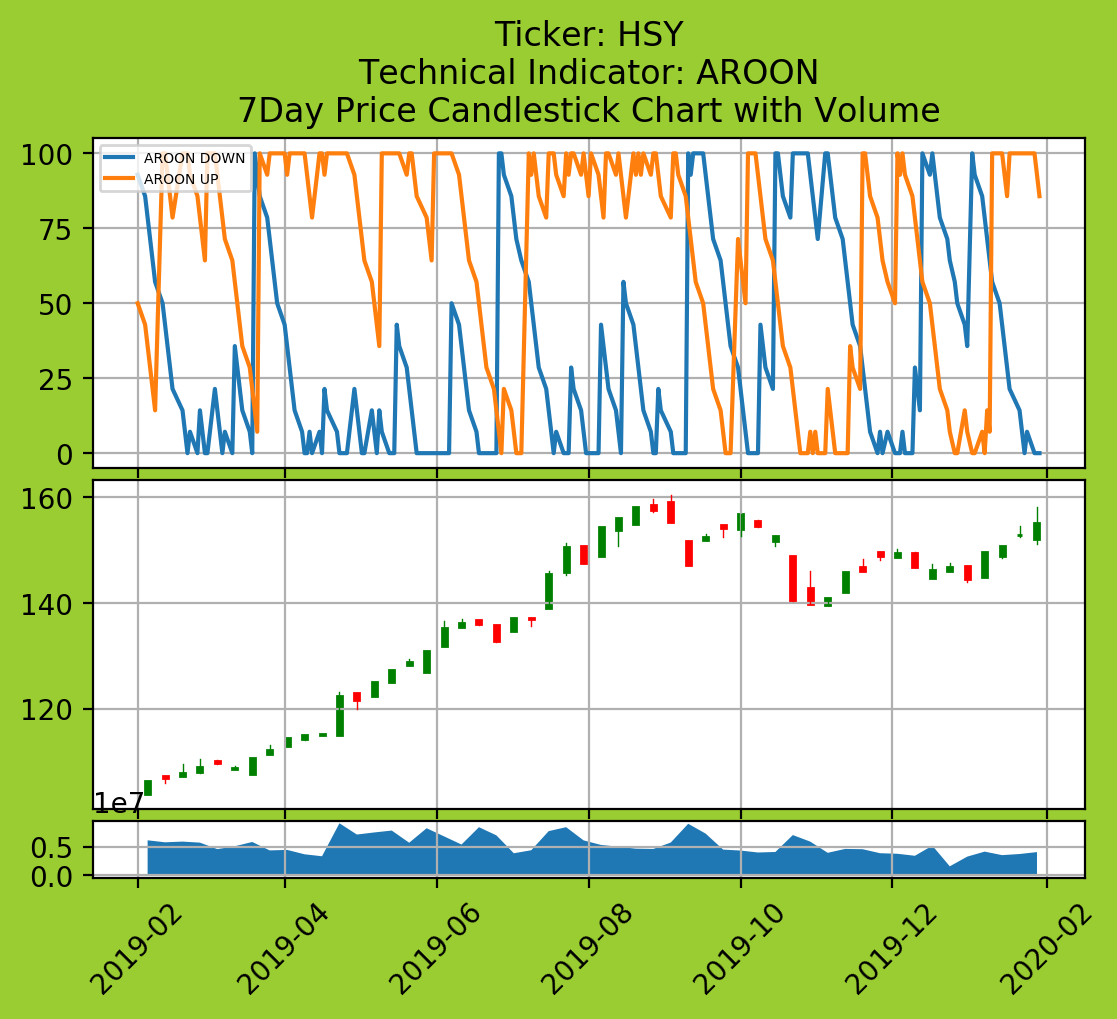 Ticker: HSY
Technical Indicator: AROON
7Day Price Candlestick Chart with Volume
100
75
50
25
0
AROON DOWN
AROON UP
160
140
120
1e7
0.5
0.0
2019-02
2019-04
2019-06
2019-08
2019-10
2019-12
2020-02